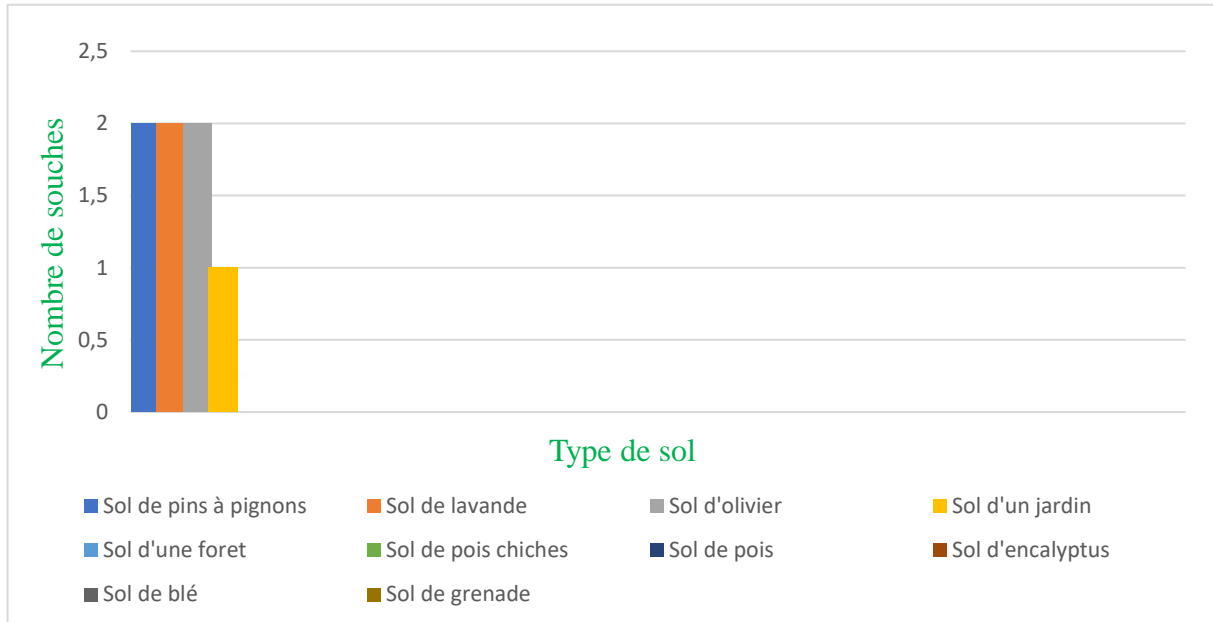 2,5
2
1,5
1
0,5
0
Nombre de souches
Type de sol
Sol de pins à pignons
Sol de lavande
Sol d'olivier
Sol d'un jardin
Sol d'une foret
Sol de pois chiches
Sol de pois
Sol d'encalyptus
Sol de blé
Sol de grenade